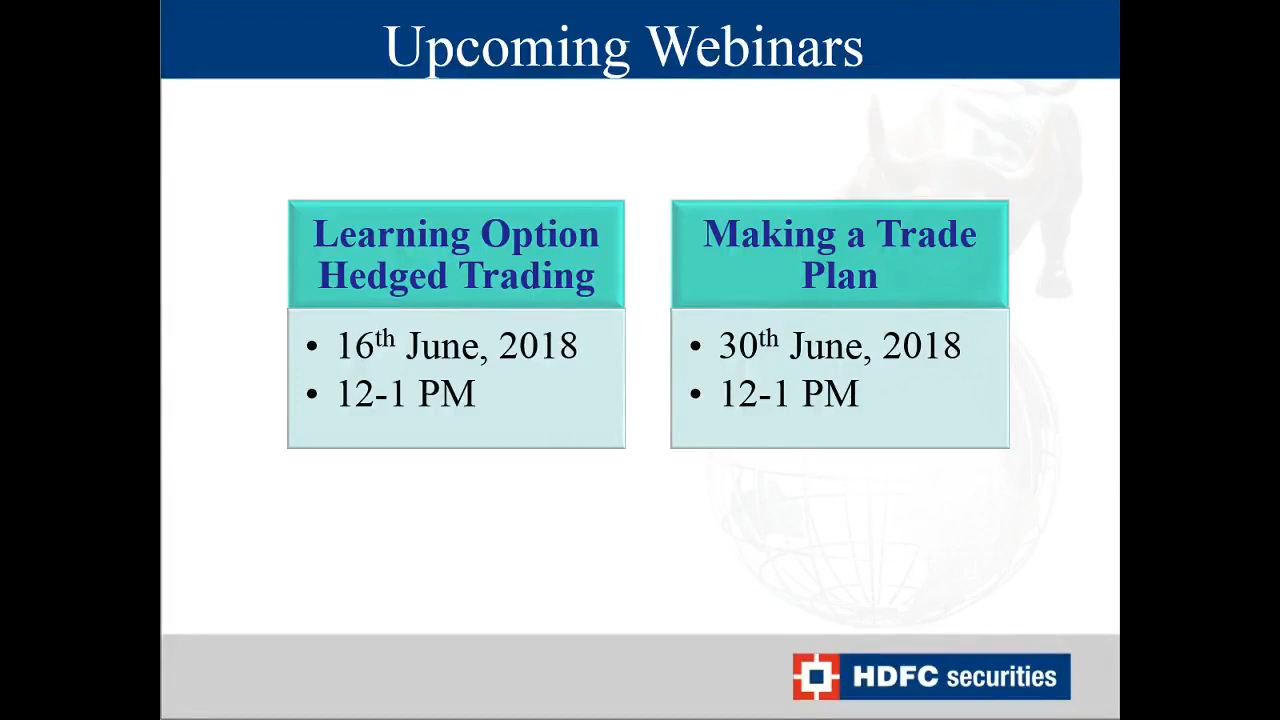 Upcoming Webinars
Learning Option
Hedged Trading
• 16th June, 2018
• 12-1 PM
Making a Trade
Plan
• 30th June, 2018
• 12-1 PM
HDFC securities